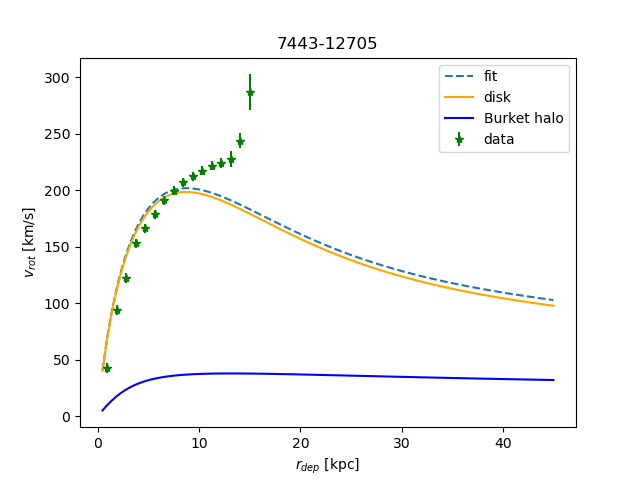 7443-12705
300
250
200
150
100
50
0
v_rot [km/s]
fit
disk
Burket halo
data
0 10 20 30 40
r_dep [kpc]